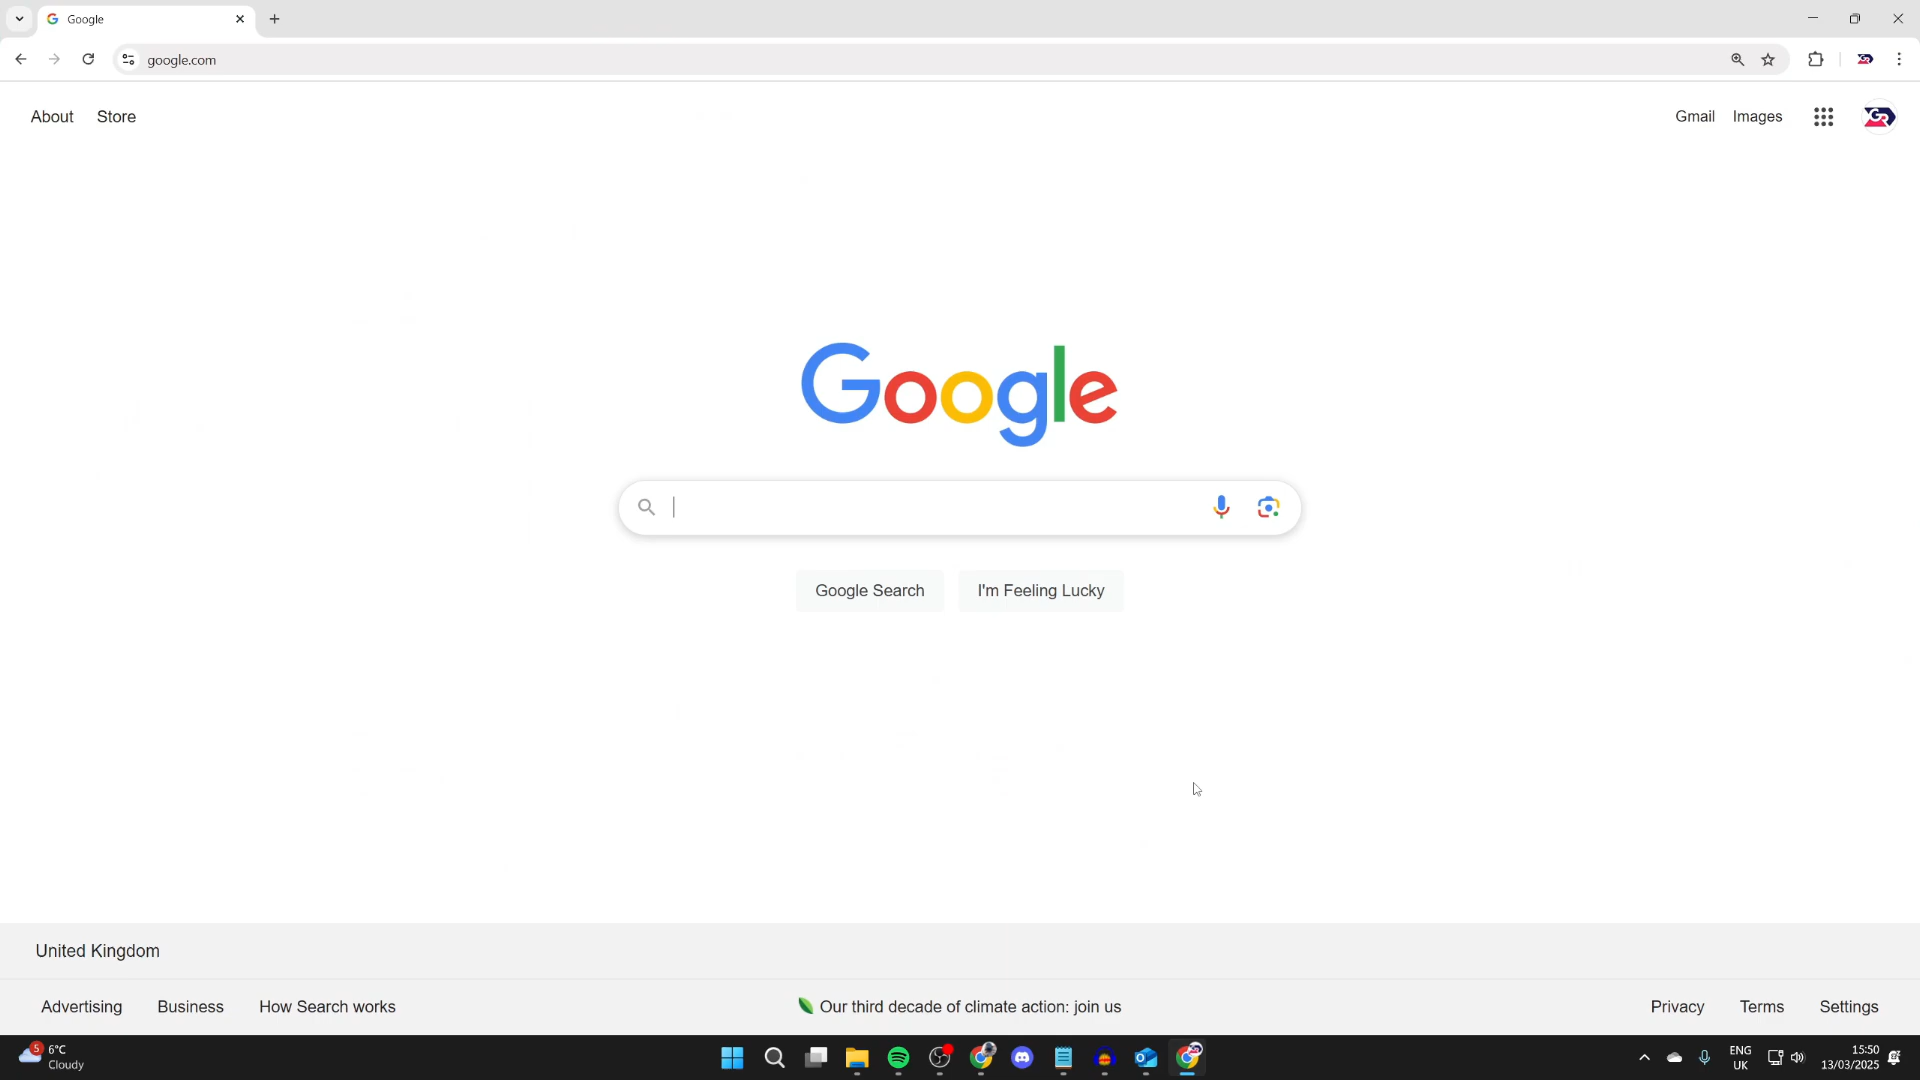 Google
google.com
About Store
Gmail Images
GR
Google
Google Search I'm Feeling Lucky
United Kingdom
Advertising Business How Search works
Our third decade of climate action: join us
Privacy Terms Settings
5
6°C
Cloudy
ENG
UK
15:50
13/03/2025